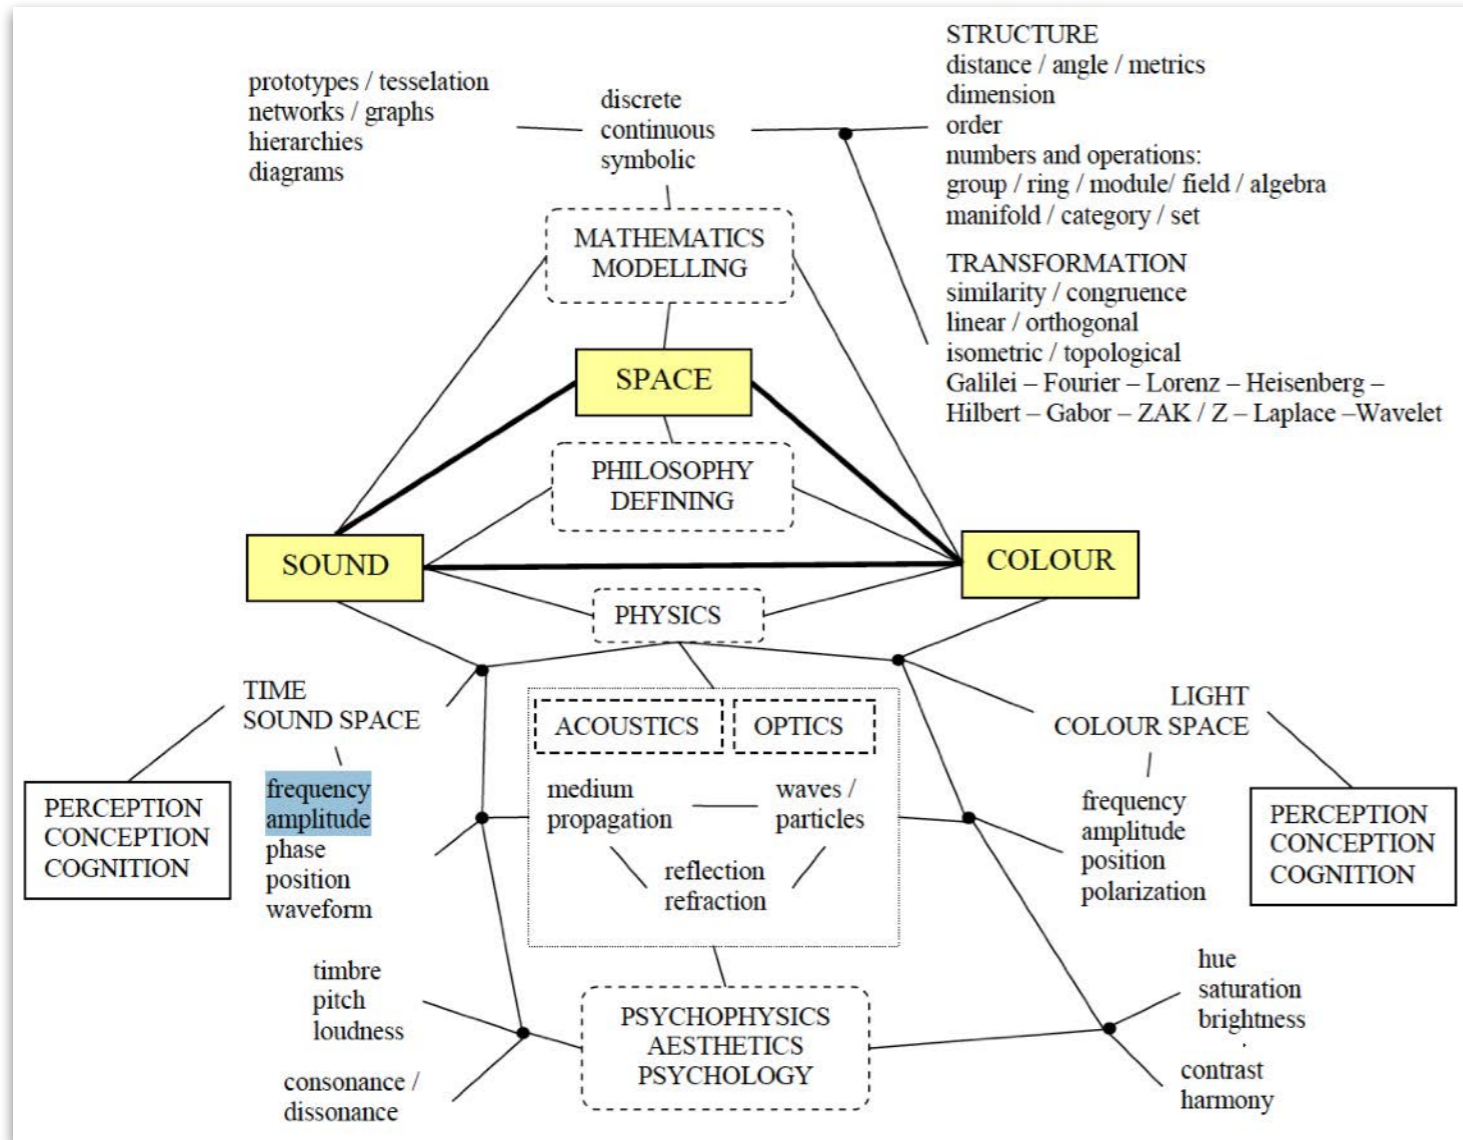 STRUCTURE
distance / angle / metrics
dimension
order
numbers and operations:
group / ring / module/ field / algebra
manifold / category / set
prototypes / tesselation
networks / graphs
hierarchies
diagrams
discrete
continuous
symbolic
MATHEMATICS
MODELLING
TRANSFORMATION
similarity / congruence
linear / orthogonal
isometric / topological
Galilei – Fourier – Lorenz – Heisenberg –
Hilbert – Gabor – ZAK / Z – Laplace –Wavelet
SPACE
PHILOSOPHY
DEFINING
SOUND
COLOUR
PHYSICS
TIME
SOUND SPACE
ACOUSTICS
OPTICS
LIGHT
COLOUR SPACE
PERCEPTION
CONCEPTION
COGNITION
frequency
amplitude
phase
position
waveform
medium
propagation
waves /
particles
reflection
refraction
frequency
amplitude
position
polarization
PERCEPTION
CONCEPTION
COGNITION
timbre
pitch
loudness
consonance /
dissonance
PSYCHOPHYSICS
AESTHETICS
PSYCHOLOGY
hue
saturation
brightness
contrast
harmony